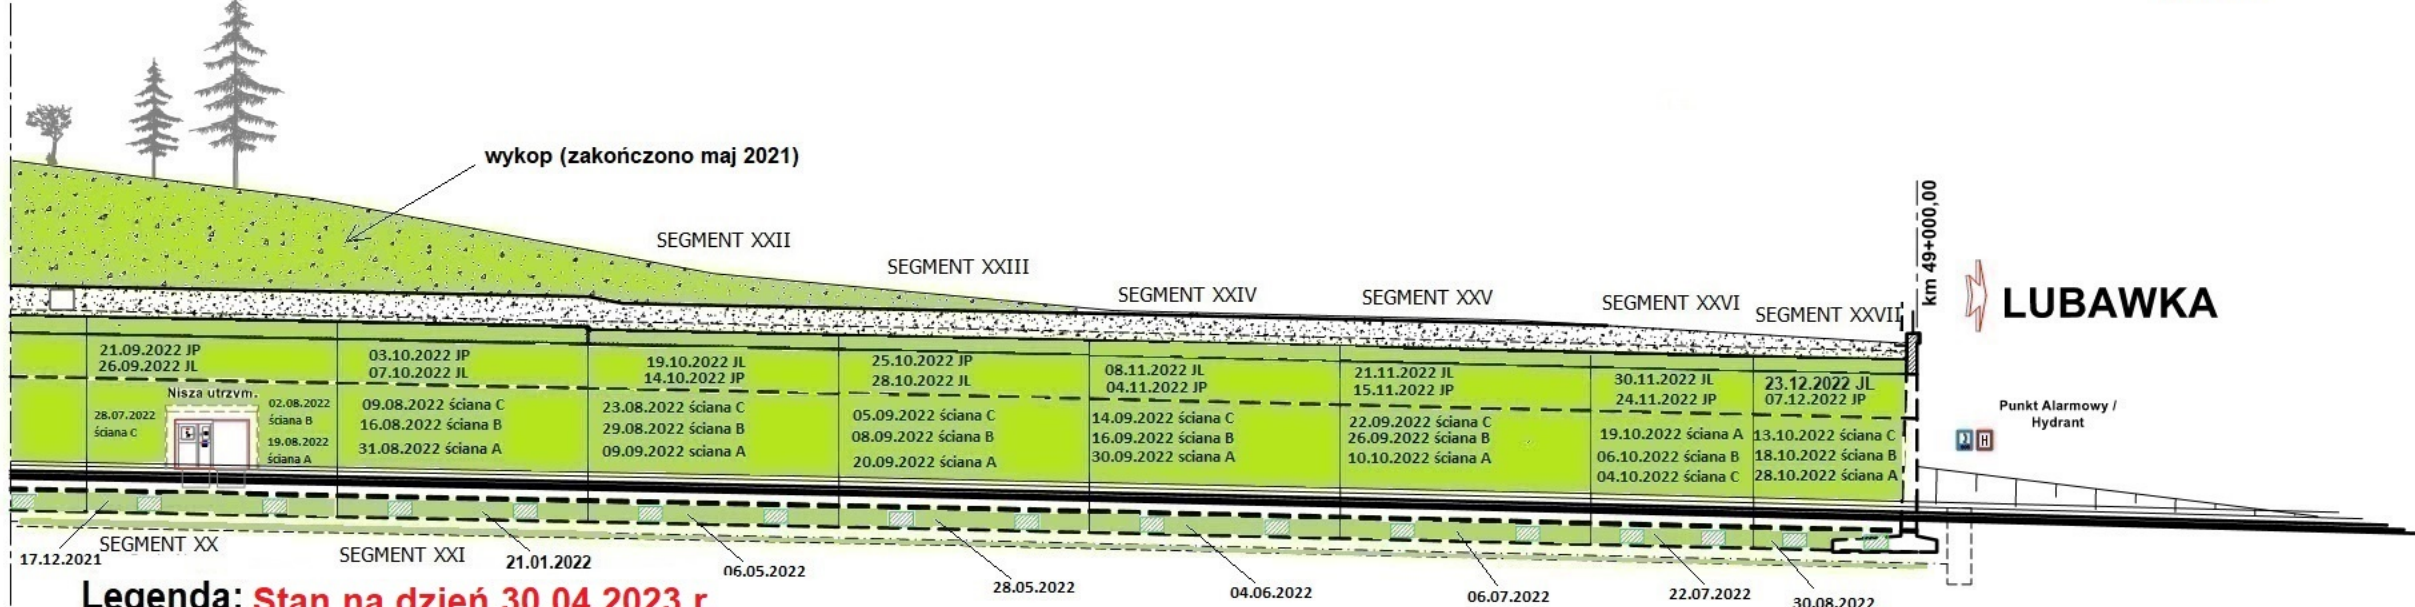 wykop (zakończono maj 2021)
SEGMENT XXII
SEGMENT XXIII
SEGMENT XXIV
SEGMENT XXV
SEGMENT XXVI
SEGMENT XXVII
km 49+000,00
LUBAWKA
21.09.2022 JP
26.09.2022 JL
03.10.2022 JP
07.10.2022 JL
19.10.2022 JL
14.10.2022 JP
25.10.2022 JP
28.10.2022 JL
08.11.2022 JL
04.11.2022 JP
21.11.2022 JL
15.11.2022 JP
30.11.2022 JL
24.11.2022 JP
23.12.2022 JL
07.12.2022 JP
28.07.2022
ściana C
Nisza utrzym.
02.08.2022
ściana B
19.08.2022
ściana A
09.08.2022 ściana C
16.08.2022 ściana B
31.08.2022 ściana A
23.08.2022 ściana C
29.08.2022 ściana B
09.09.2022 sciana A
05.09.2022 ściana C
08.09.2022 ściana B
20.09.2022 ściana A
14.09.2022 ściana C
16.09.2022 ściana B
30.09.2022 sciana A
22.09.2022 ściana C
26.09.2022 ściana B
10.10.2022 ściana A
19.10.2022 ściana A
06.10.2022 ściana B
04.10.2022 ściana C
13.10.2022 ściana C
18.10.2022 ściana B
28.10.2022 ściana A
Punkt Alarmowy /
Hydrant
H
17.12.2021
SEGMENT XX
SEGMENT XXI
21.01.2022
06.05.2022
28.05.2022
04.06.2022
06.07.2022
22.07.2022
30.08.2022
Legenda: Stan na dzień 30.04.2023 r